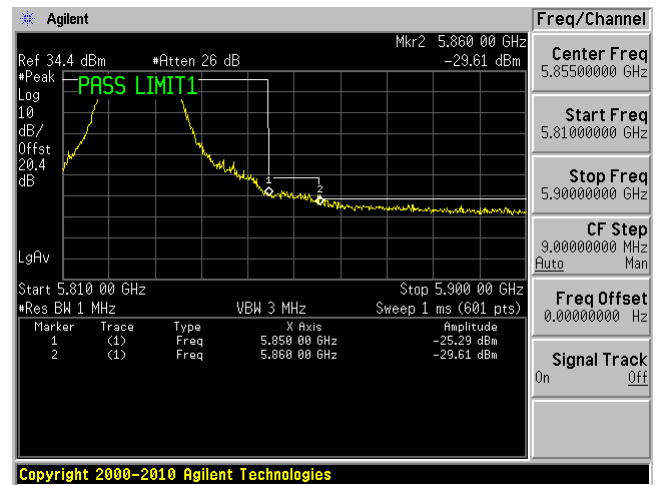 Agilent
Freq/Channel
Mkr2 5.860 00 GHz
Ref 34.4 dBm #Atten 26 dB -29.61 dBm
#Peak
Log
10
dB/
Offst
20.4
dB
PASS LIMIT1
1
2
LgAv
Start 5.810 00 GHz Stop 5.900 00 GHz
#Res BW 1 MHz VBW 3 MHz Sweep 1 ms (601 pts)
Marker Trace Type X Axis Amplitude
1 (1) Freq 5.850 00 GHz -25.29 dBm
2 (1) Freq 5.860 00 GHz -29.61 dBm
Center Freq
5.85500000 GHz
Start Freq
5.81000000 GHz
Stop Freq
5.90000000 GHz
CF Step
9.00000000 MHz
Auto Man
Freq Offset
0.00000000 Hz
Signal Track
On Off
Copyright 2000-2010 Agilent Technologies